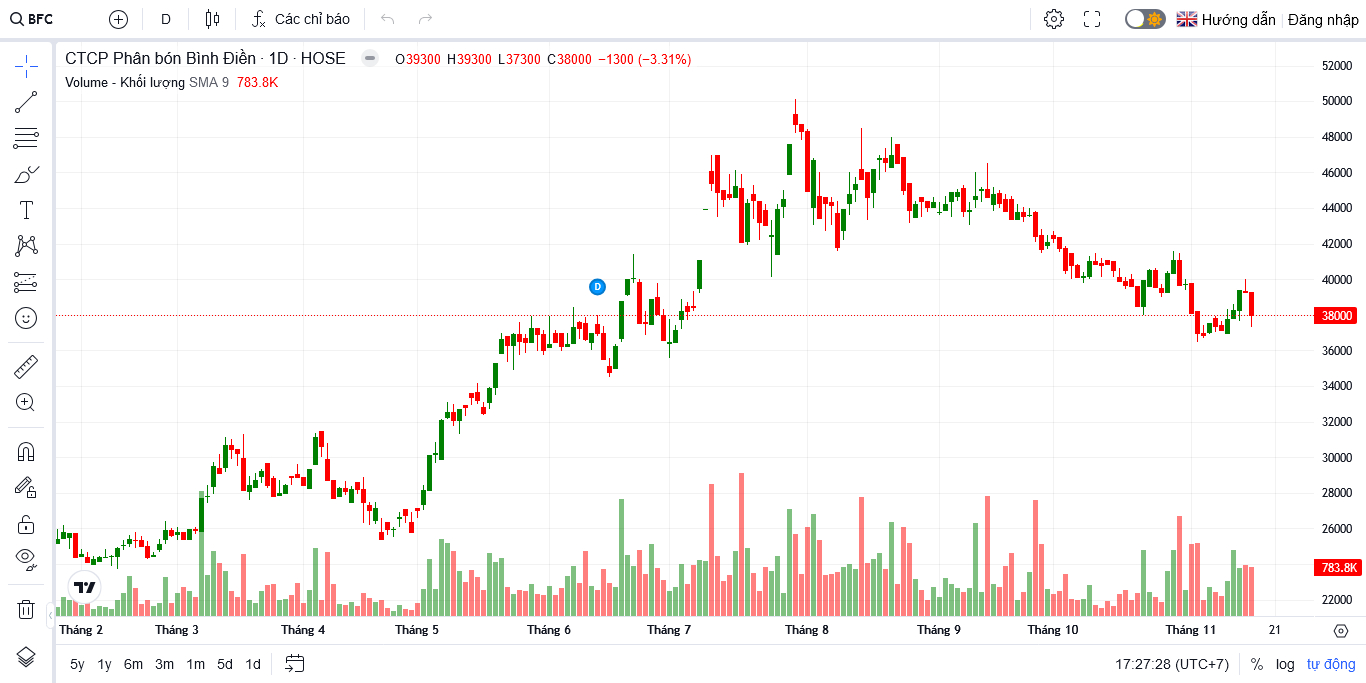 BFC D Các chỉ báo Hướng dẫn Đăng nhập
CTCP Phân bón Bình Điền · 1D · HOSE O39300 H39300 L37300 C38000 −1300 (−3.31%)
Volume - Khối lượng SMA 9 783.8K
52000
50000
48000
46000
44000
42000
40000
D
38000
36000
34000
32000
30000
28000
26000
783.8K
22000
Tháng 2 Tháng 3 Tháng 4 Tháng 5 Tháng 6 Tháng 7 Tháng 8 Tháng 9 Tháng 10 Tháng 11 21
5y 1y 6m 3m 1m 5d 1d 17:27:28 (UTC+7) % log tự động